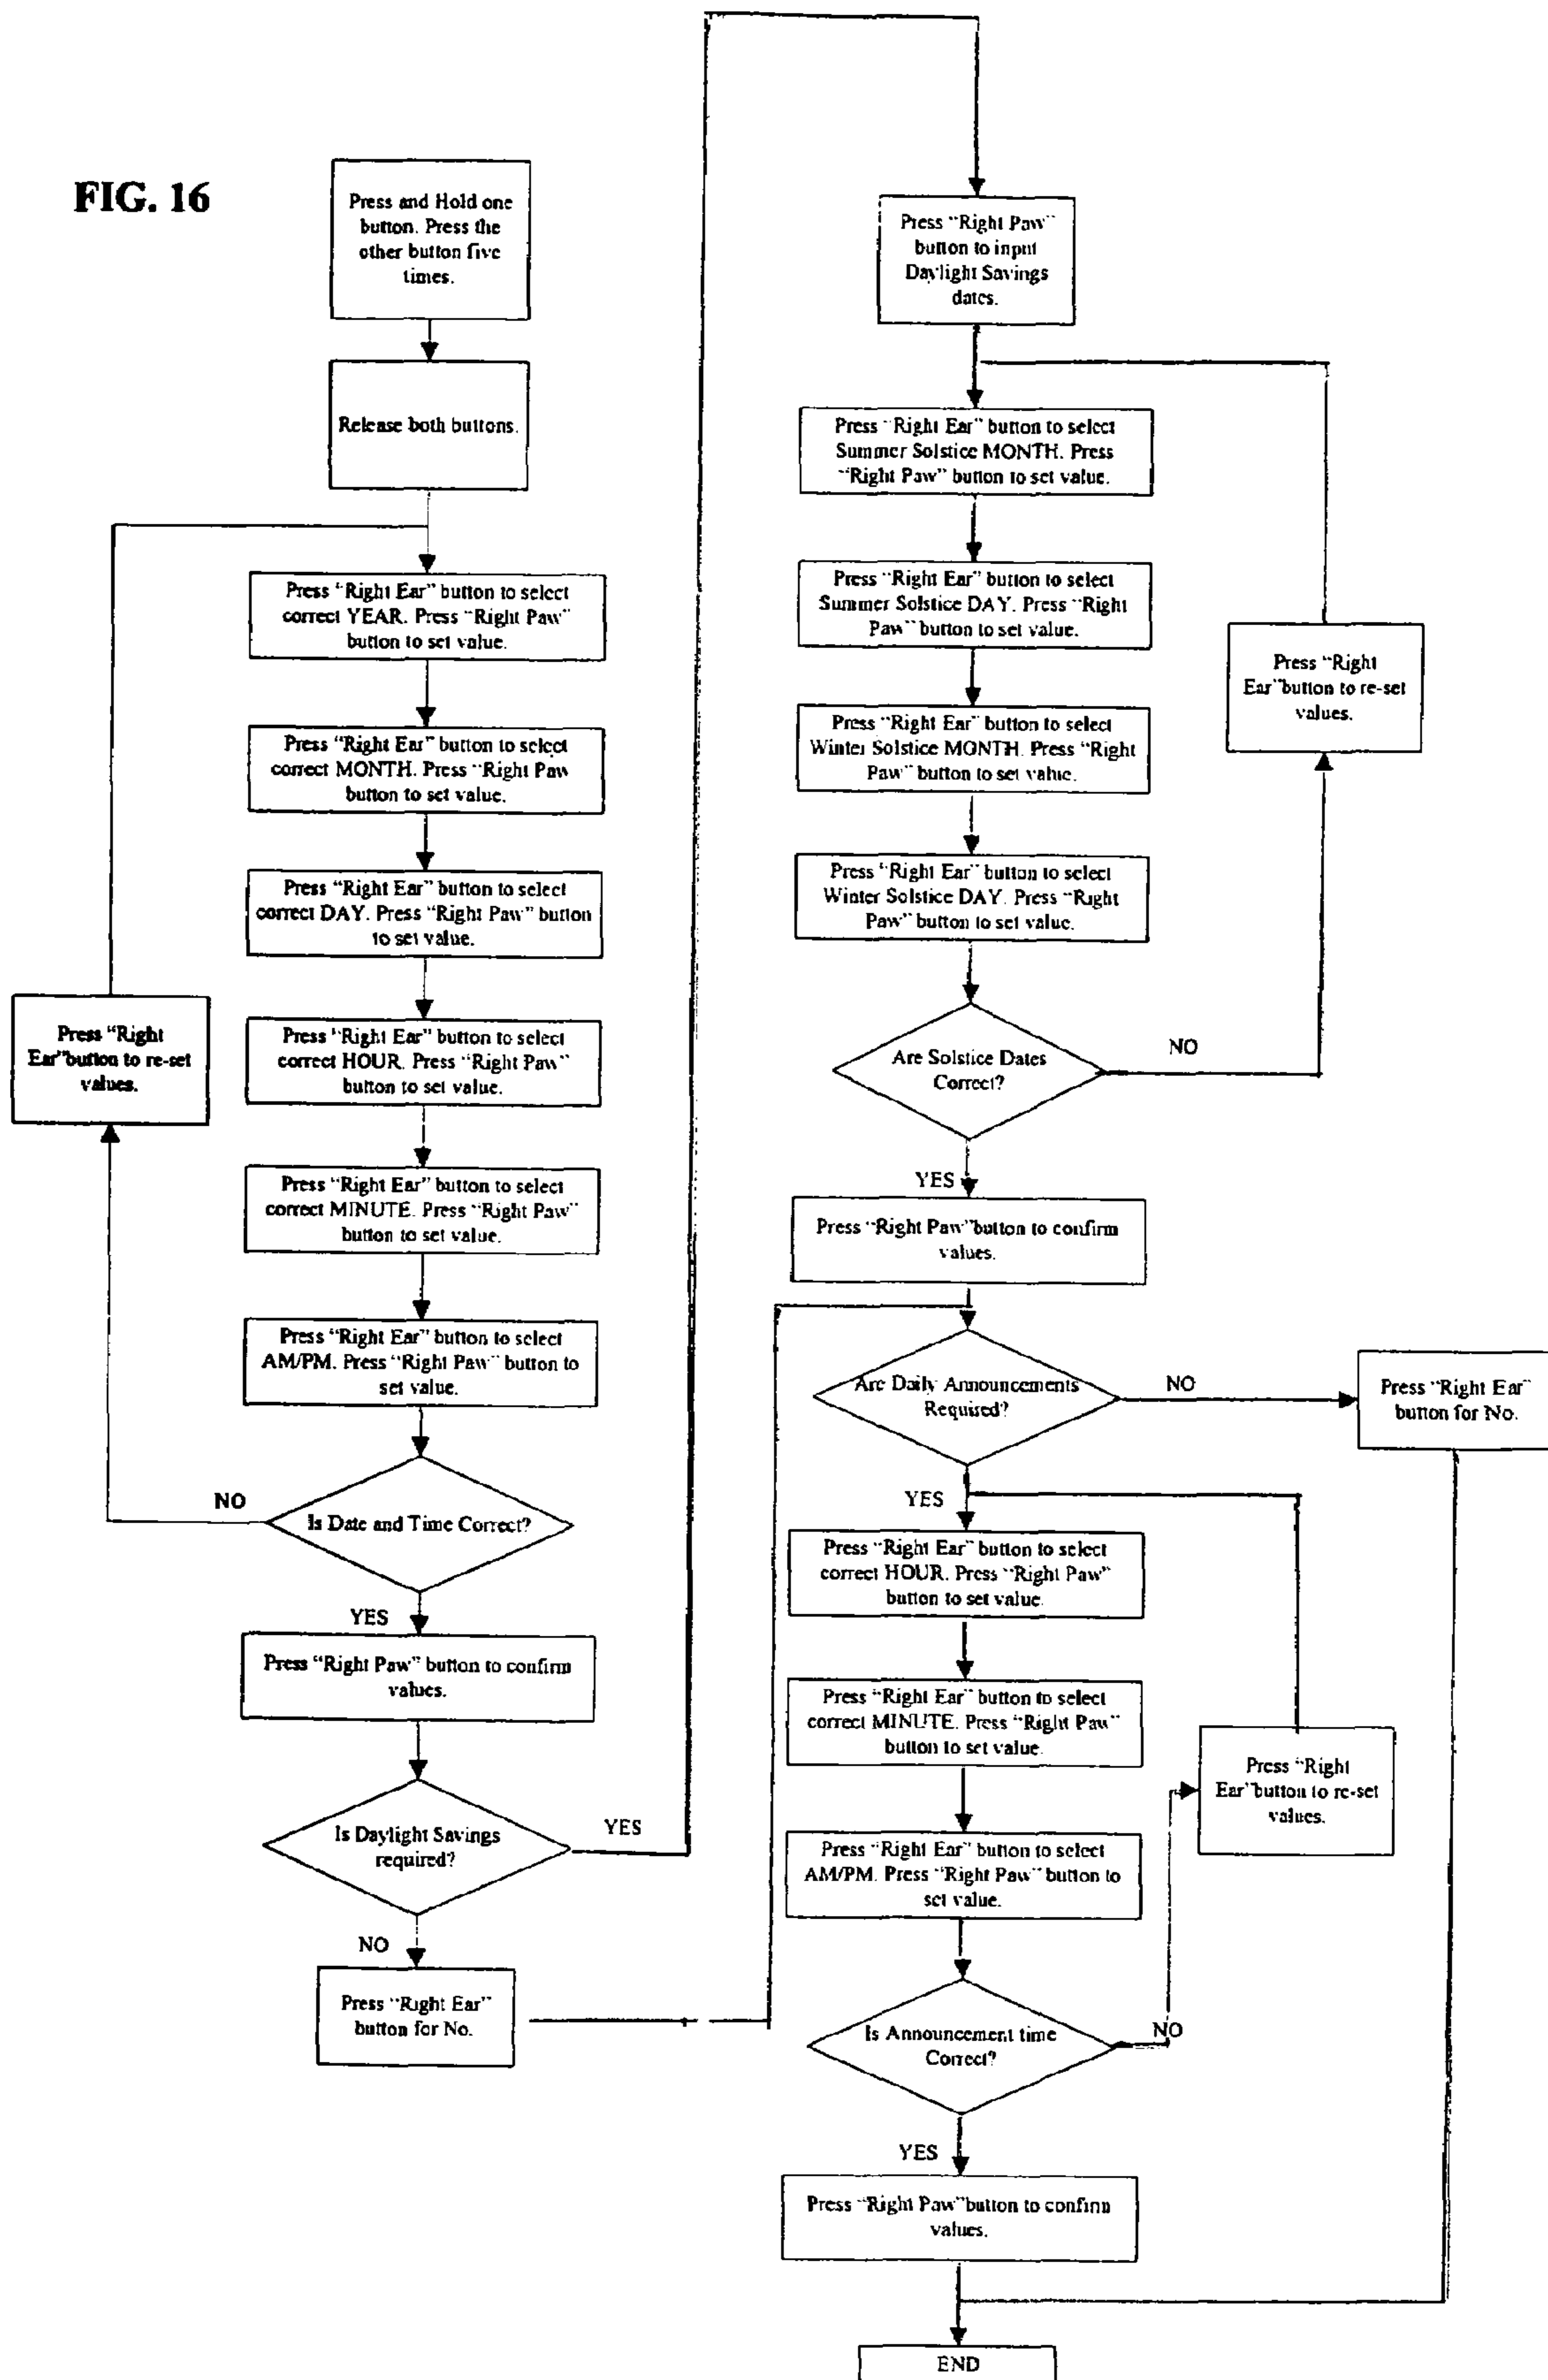 FIG. 16
Press and Hold one
button. Press the
other button five
times.
Release both buttons.
Press "Right Ear" button to select
correct YEAR. Press "Right Paw"
button to set value.
Press "Right Ear" button to select
correct MONTH. Press "Right Paw
button to set value.
Press "Right Ear" button to select
correct DAY. Press "Right Paw" button
to set value.
Press "Right Ear" button to select
correct HOUR. Press "Right Paw"
button to set value.
Press "Right Ear" button to select
correct MINUTE. Press "Right Paw"
button to set value.
Press "Right Ear" button to select
AM/PM. Press "Right Paw" button to
set value.
Is Date and Time Correct?
NO
Press "Right
Ear"button to re-set
values.
YES
Press "Right Paw" button to confirm
values.
Is Daylight Savings
required?
YES
NO
Press "Right Ear"
button for No.
Press "Right Paw"
button to input
Daylight Savings
dates.
Press "Right Ear" button to select
Summer Solstice MONTH. Press
"Right Paw" button to set value.
Press "Right Ear" button to select
Summer Solstice DAY. Press "Right
Paw" button to set value.
Press "Right Ear" button to select
Winter Solstice MONTH. Press "Right
Paw" button to set value.
Press "Right Ear" button to select
Winter Solstice DAY. Press "Right
Paw" button to set value.
Are Solstice Dates
Correct?
NO
Press "Right
Ear"button to re-set
values.
YES
Press "Right Paw"button to confirm
values.
Are Daily Announcements
Required?
NO
Press "Right Ear"
button for No.
YES
Press "Right Ear" button to select
correct HOUR. Press "Right Paw"
button to set value.
Press "Right Ear" button to select
correct MINUTE. Press "Right Paw"
button to set value.
Press "Right Ear" button to select
AM/PM. Press "Right Paw" button to
set value.
Is Announcement time
Correct?
NO
Press "Right
Ear"button to re-set
values.
YES
Press "Right Paw"button to confirm
values.
END